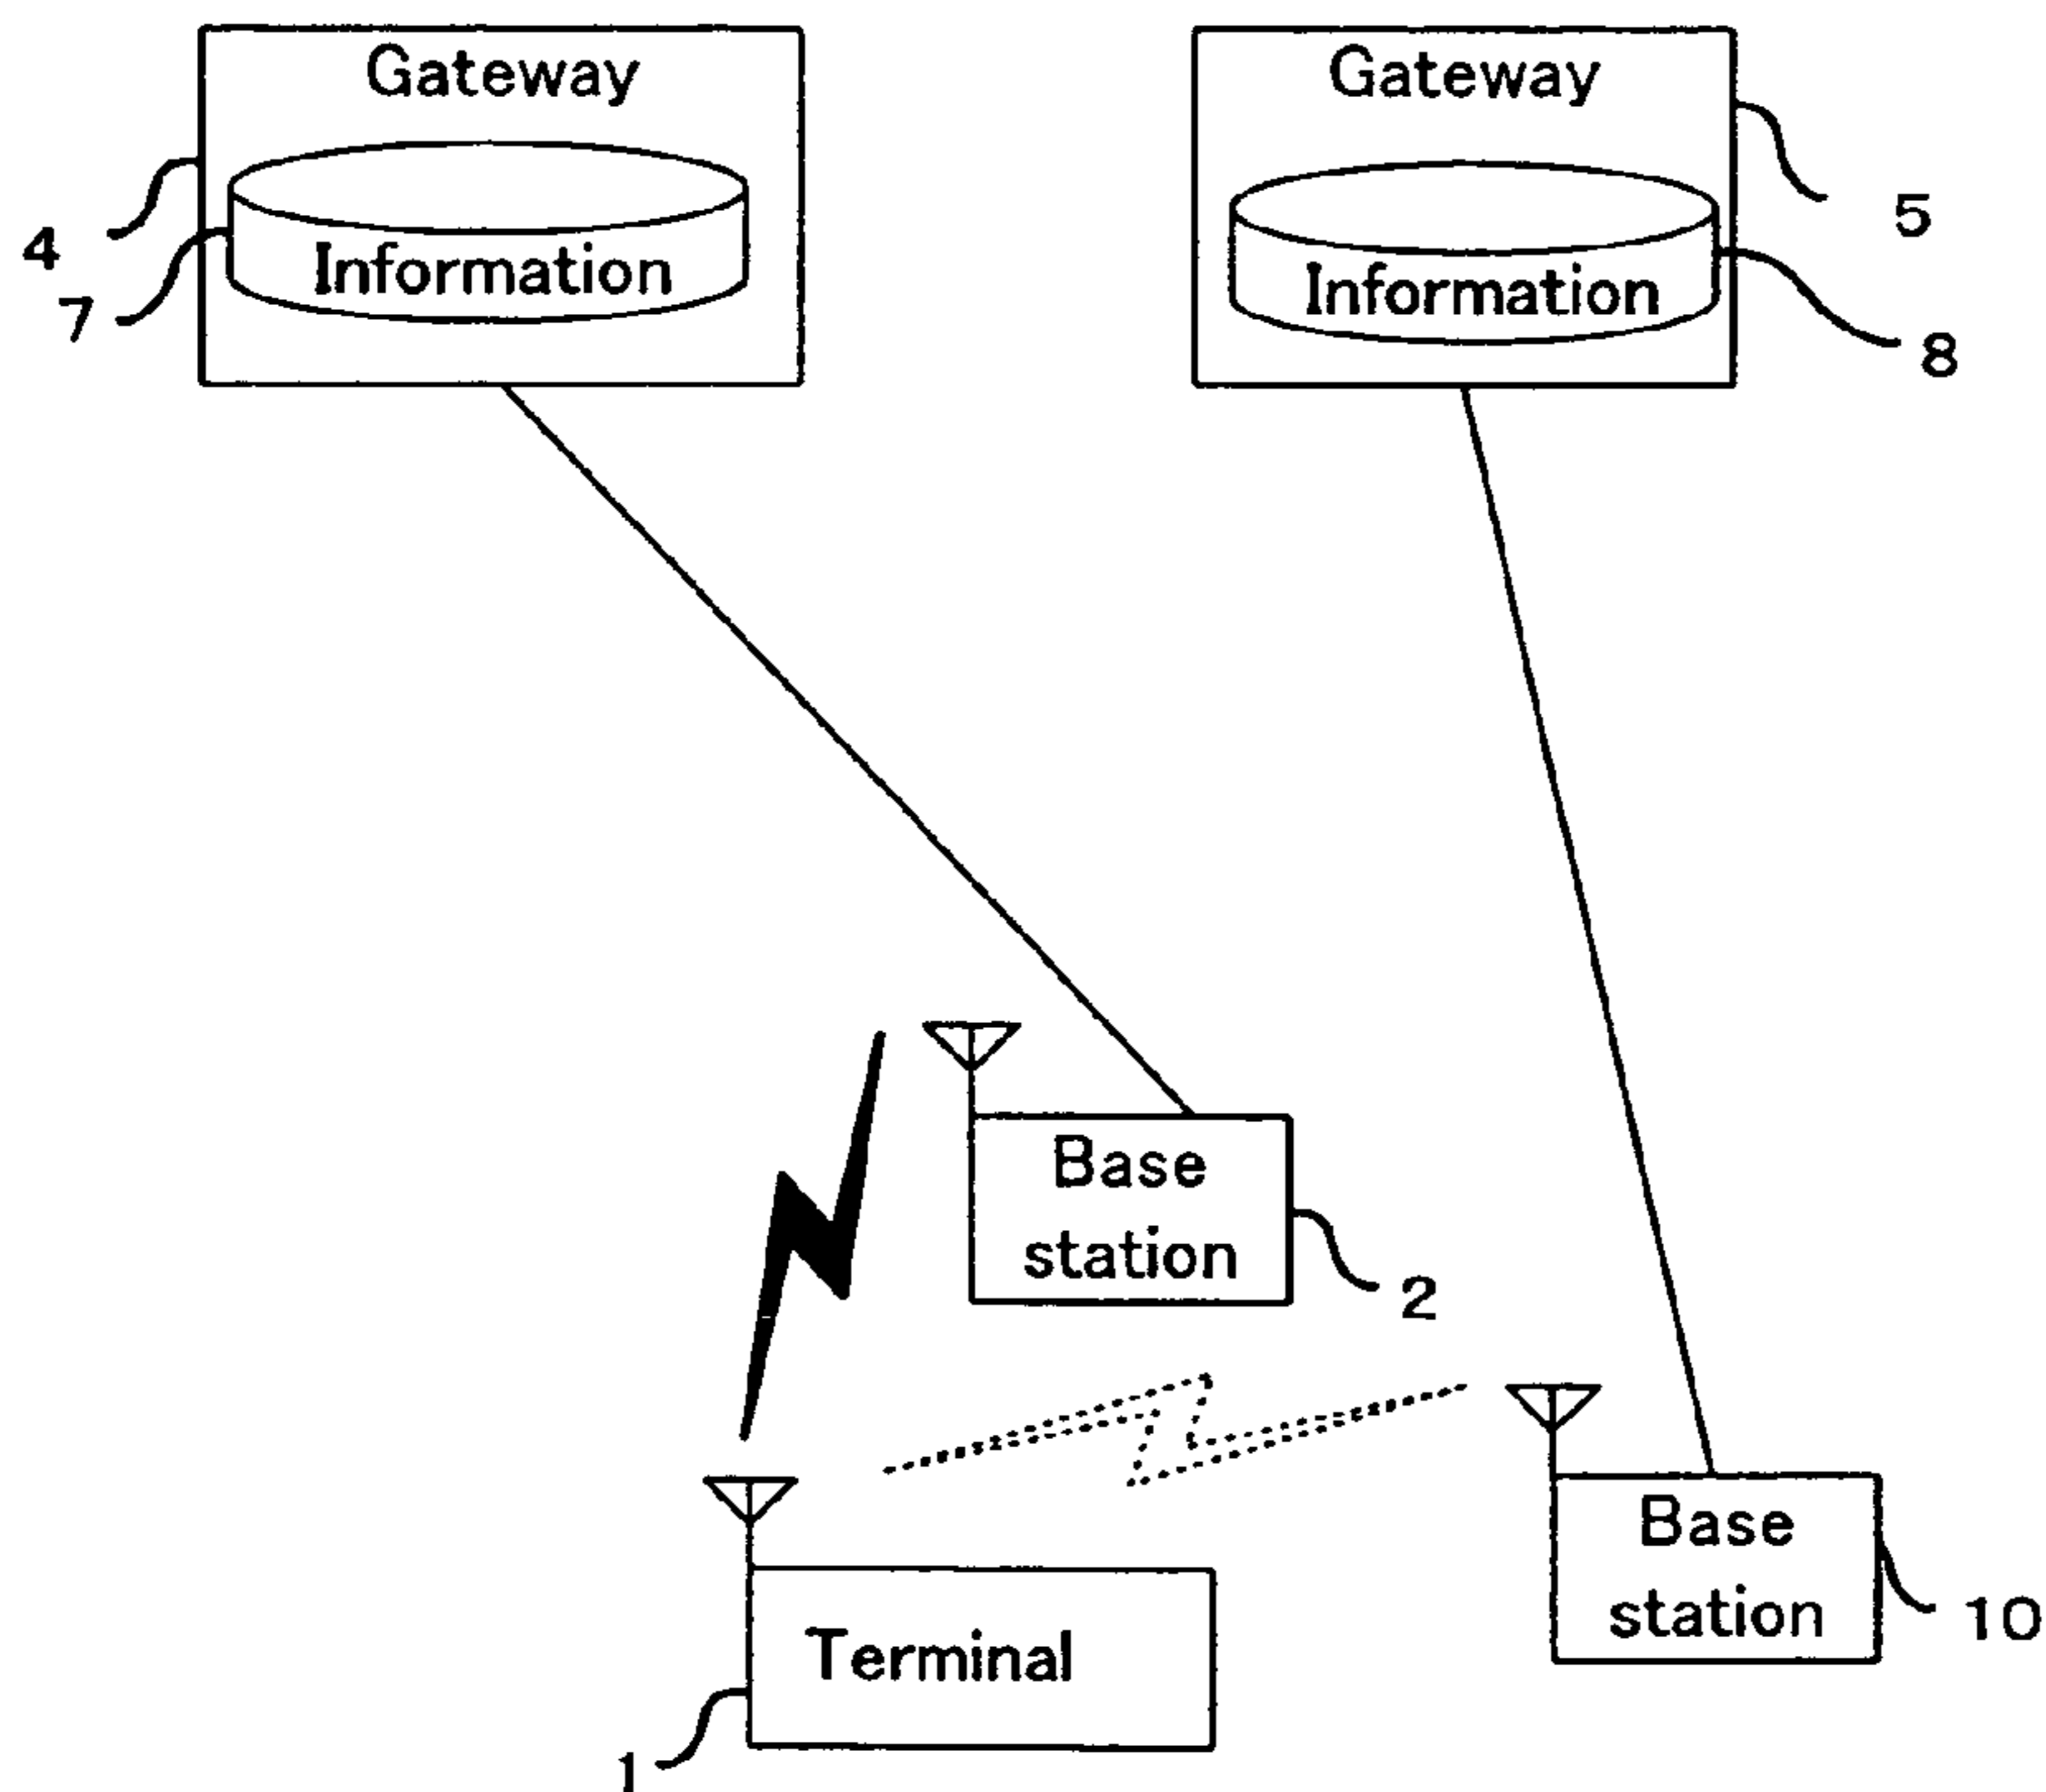 Gateway
Gateway
4
7
Information
Information
5
8
Base
station
2
Base
station
10
Terminal
1